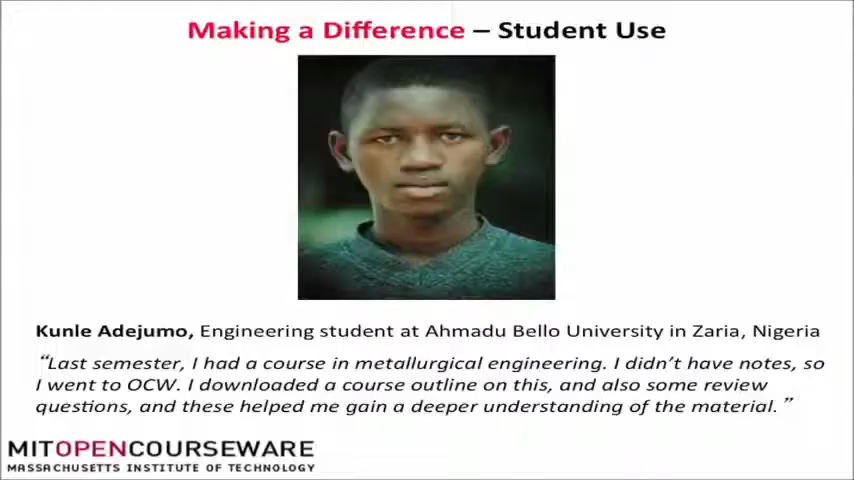 Making a Difference – Student Use
Kunle Adejumo, Engineering student at Ahmadu Bello University in Zaria, Nigeria
“Last semester, I had a course in metallurgical engineering. I didn’t have notes, so
I went to OCW. I downloaded a course outline on this, and also some review
questions, and these helped me gain a deeper understanding of the material.”
MITOPENCOURSEWARE
MASSACHUSETTS INSTITUTE OF TECHNOLOGY